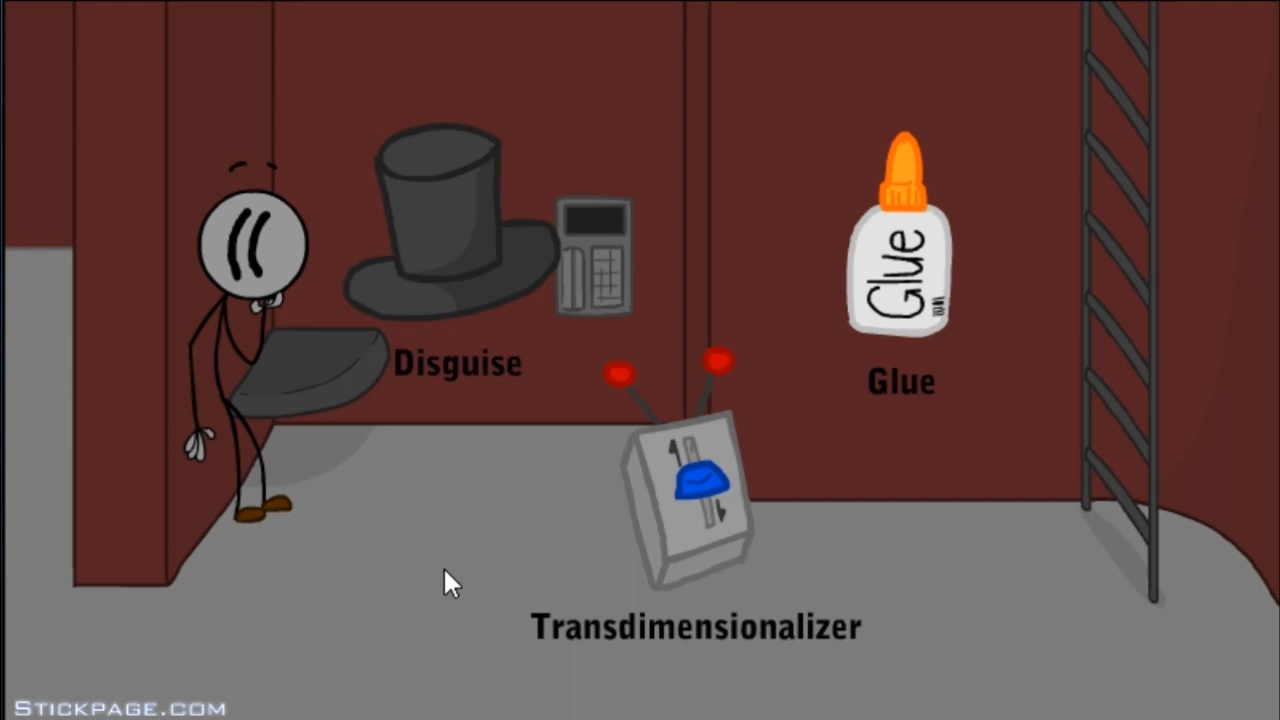 Disguise
Glue
Glue
Transdimensionalizer
STICKPAGE.COM